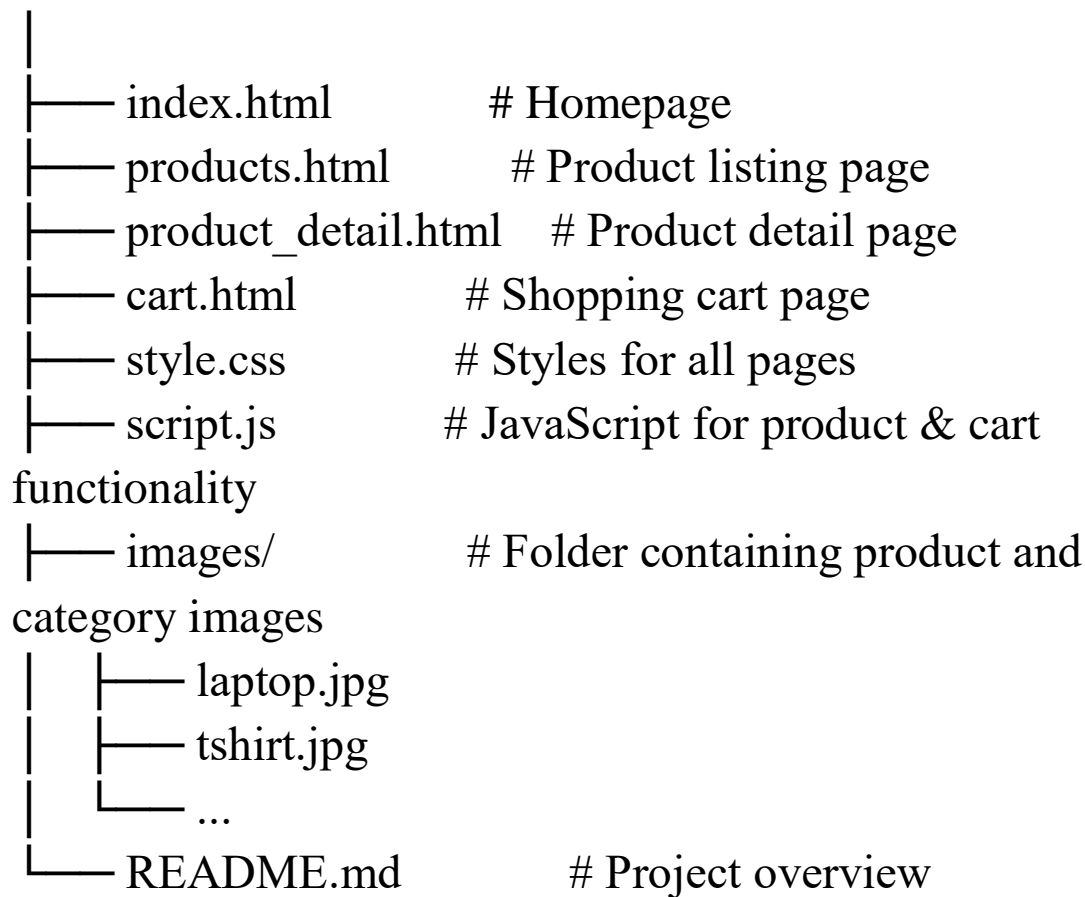 │
├── index.html # Homepage
├── products.html # Product listing page
├── product_detail.html # Product detail page
├── cart.html # Shopping cart page
├── style.css # Styles for all pages
├── script.js # JavaScript for product & cart
functionality
├── images/ # Folder containing product and
category images
│ ├── laptop.jpg
│ ├── tshirt.jpg
│ └── ...
└── README.md # Project overview